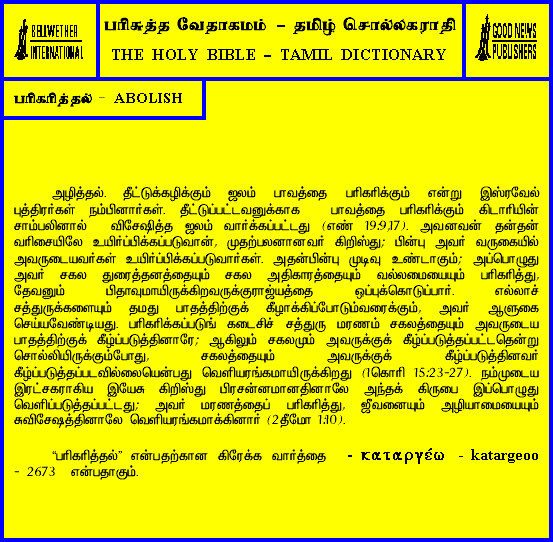 BELLWETHER
INTERNATIONAL
பரிசுத்த வேதாகமம் - தமிழ் சொல்லகராதி
THE HOLY BIBLE - TAMIL DICTIONARY
GOOD NEWS
PUBLISHERS
பரிகரித்தல் - ABOLISH
அழித்தல். தீட்டுக்கழிக்கும் ஜலம் பாவத்தை பரிகரிக்கும் என்று இஸ்ரவேல்
புத்திரர்கள் நம்பினார்கள். தீட்டுப்பட்டவனுக்காக பாவத்தை பரிகரிக்கும் கிடாரியின்
சாம்பலினால் விசேஷித்த ஜலம் வார்க்கப்பட்டது (எண் 19:9,17). அவனவன் தன்தன்
வரிசையிலே உயிர்ப்பிக்கப்படுவான், முதற்பலனானவர் கிறிஸ்து; பின்பு அவர் வருகையில்
அவருடையவர்கள் உயிர்ப்பிக்கப்படுவார்கள். அதன்பின்பு முடிவு உண்டாகும்; அப்பொழுது
அவர் சகல துரைத்தனத்தையும் சகல அதிகாரத்தையும் வல்லமையையும் பரிகரித்து,
தேவனும் பிதாவுமாயிருக்கிறவருக்குராஜ்யத்தை ஒப்புக்கொடுப்பார். எல்லாச்
சத்துருக்களையும் தமது பாதத்திற்குக் கீழாக்கிப்போடும்வரைக்கும், அவர் ஆளுகை
செய்யவேண்டியது. பரிகரிக்கப்படுங் கடைசிச் சத்துரு மரணம் சகலத்தையும் அவருடைய
பாதத்திற்குக் கீழ்ப்படுத்தினாரே; ஆகிலும் சகலமும் அவருக்குக் கீழ்ப்படுத்தப்பட்டதென்று
சொல்லியிருக்கும்போது, சகலத்தையும் அவருக்குக் கீழ்ப்படுத்தினவர்
கீழ்ப்படுத்தப்படவில்லையென்பது வெளியரங்கமாயிருக்கிறது (1கொரி 15:23-27). நம்முடைய
இரட்சகராகிய இயேசு கிறிஸ்து பிரசன்னமானதினாலே அந்தக் கிருபை இப்பொழுது
வெளிப்படுத்தப்பட்டது; அவர் மரணத்தைப் பரிகரித்து, ஜீவனையும் அழியாமையையும்
சுவிசேஷத்தினாலே வெளியரங்கமாக்கினார் (2தீமோ 1:10).
“பரிகரித்தல்” என்பதற்கான கிரேக்க வார்த்தை - καταργέω - katargeoo
- 2673 என்பதாகும்.